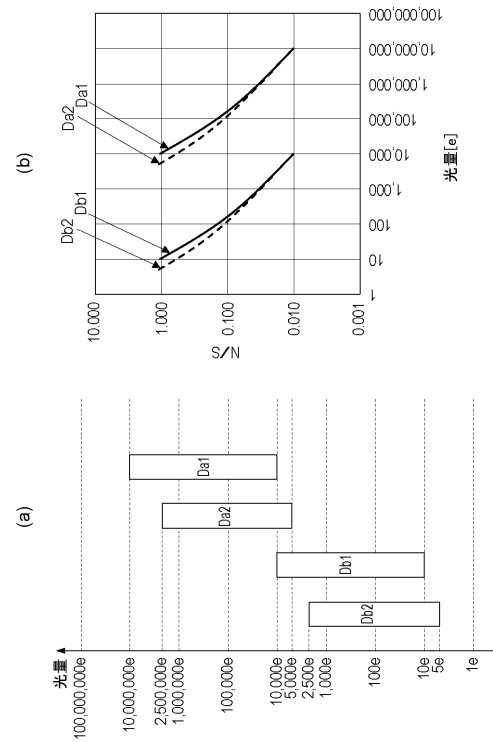 (a)
光量
100,000,000e
10,000,000e
2,500,000e
1,000,000e
100,000e
10,000e
5,000e
2,500e
1,000e
100e
10e
5e
1e
Db2
Db1
Da2
Da1
(b)
Db2
Db1
Da2
Da1
N/S
10.000
1.000
0.100
0.010
0.001
1
10
100
1,000
10,000
100,000
1,000,000
10,000,000
100,000,000
光量[e]